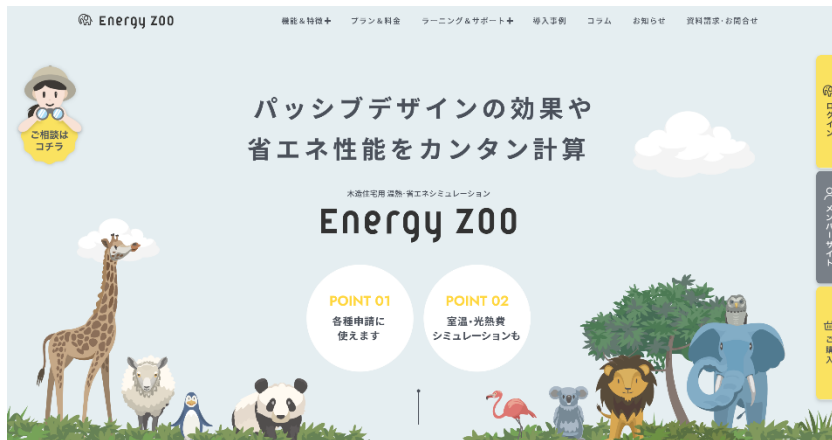 Energy ZOO
機能&特徴+
プラン&料金
ラーニング&サポート+
導入事例
コラム
お知らせ
資料請求・お問合せ
ご相談は
コチラ
パッシブデザインの効果や
省エネ性能をカンタン計算
木造住宅用 温熱・省エネシミュレーション
Energy ZOO
POINT 01
各種申請に
使えます
POINT 02
室温・光熱費
シミュレーションも
ログイン
メンバーサイト
ご購入